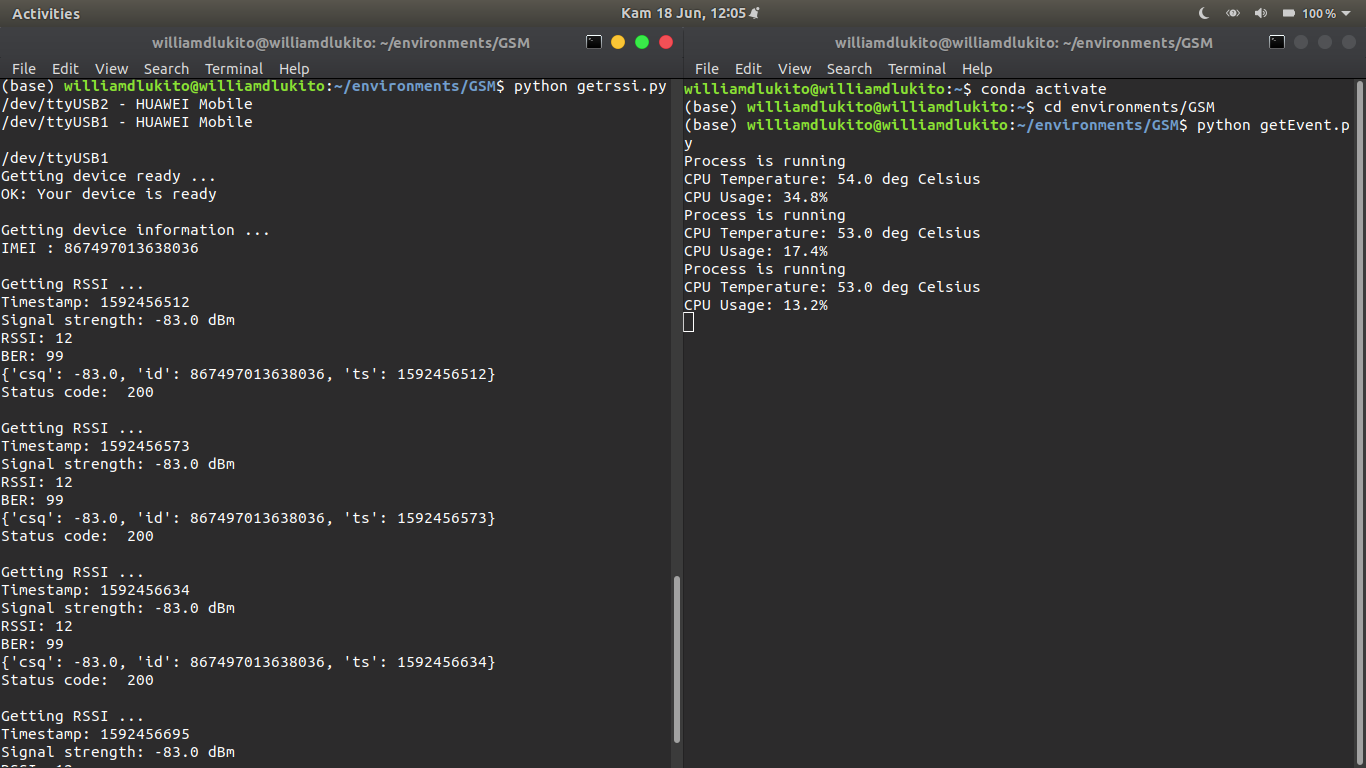 Activities
Kam 18 Jun, 12:05
100 %
williamdlukito@williamdlukito: ~/environments/GSM
File Edit View Search Terminal Help
(base) williamdlukito@williamdlukito:~/environments/GSM$ python getrssi.py
/dev/ttyUSB2 - HUAWEI Mobile
/dev/ttyUSB1 - HUAWEI Mobile
/dev/ttyUSB1
Getting device ready ...
OK: Your device is ready
Getting device information ...
IMEI : 867497013638036
Getting RSSI ...
Timestamp: 1592456512
Signal strength: -83.0 dBm
RSSI: 12
BER: 99
{'csq': -83.0, 'id': 867497013638036, 'ts': 1592456512}
Status code:  200
Getting RSSI ...
Timestamp: 1592456573
Signal strength: -83.0 dBm
RSSI: 12
BER: 99
{'csq': -83.0, 'id': 867497013638036, 'ts': 1592456573}
Status code:  200
Getting RSSI ...
Timestamp: 1592456634
Signal strength: -83.0 dBm
RSSI: 12
BER: 99
{'csq': -83.0, 'id': 867497013638036, 'ts': 1592456634}
Status code:  200
Getting RSSI ...
Timestamp: 1592456695
Signal strength: -83.0 dBm
RSSI: 12
williamdlukito@williamdlukito: ~/environments/GSM
File Edit View Search Terminal Help
williamdlukito@williamdlukito:~$ conda activate
(base) williamdlukito@williamdlukito:~$ cd environments/GSM
(base) williamdlukito@williamdlukito:~/environments/GSM$ python getEvent.p
y
Process is running
CPU Temperature: 54.0 deg Celsius
CPU Usage: 34.8%
Process is running
CPU Temperature: 53.0 deg Celsius
CPU Usage: 17.4%
Process is running
CPU Temperature: 53.0 deg Celsius
CPU Usage: 13.2%